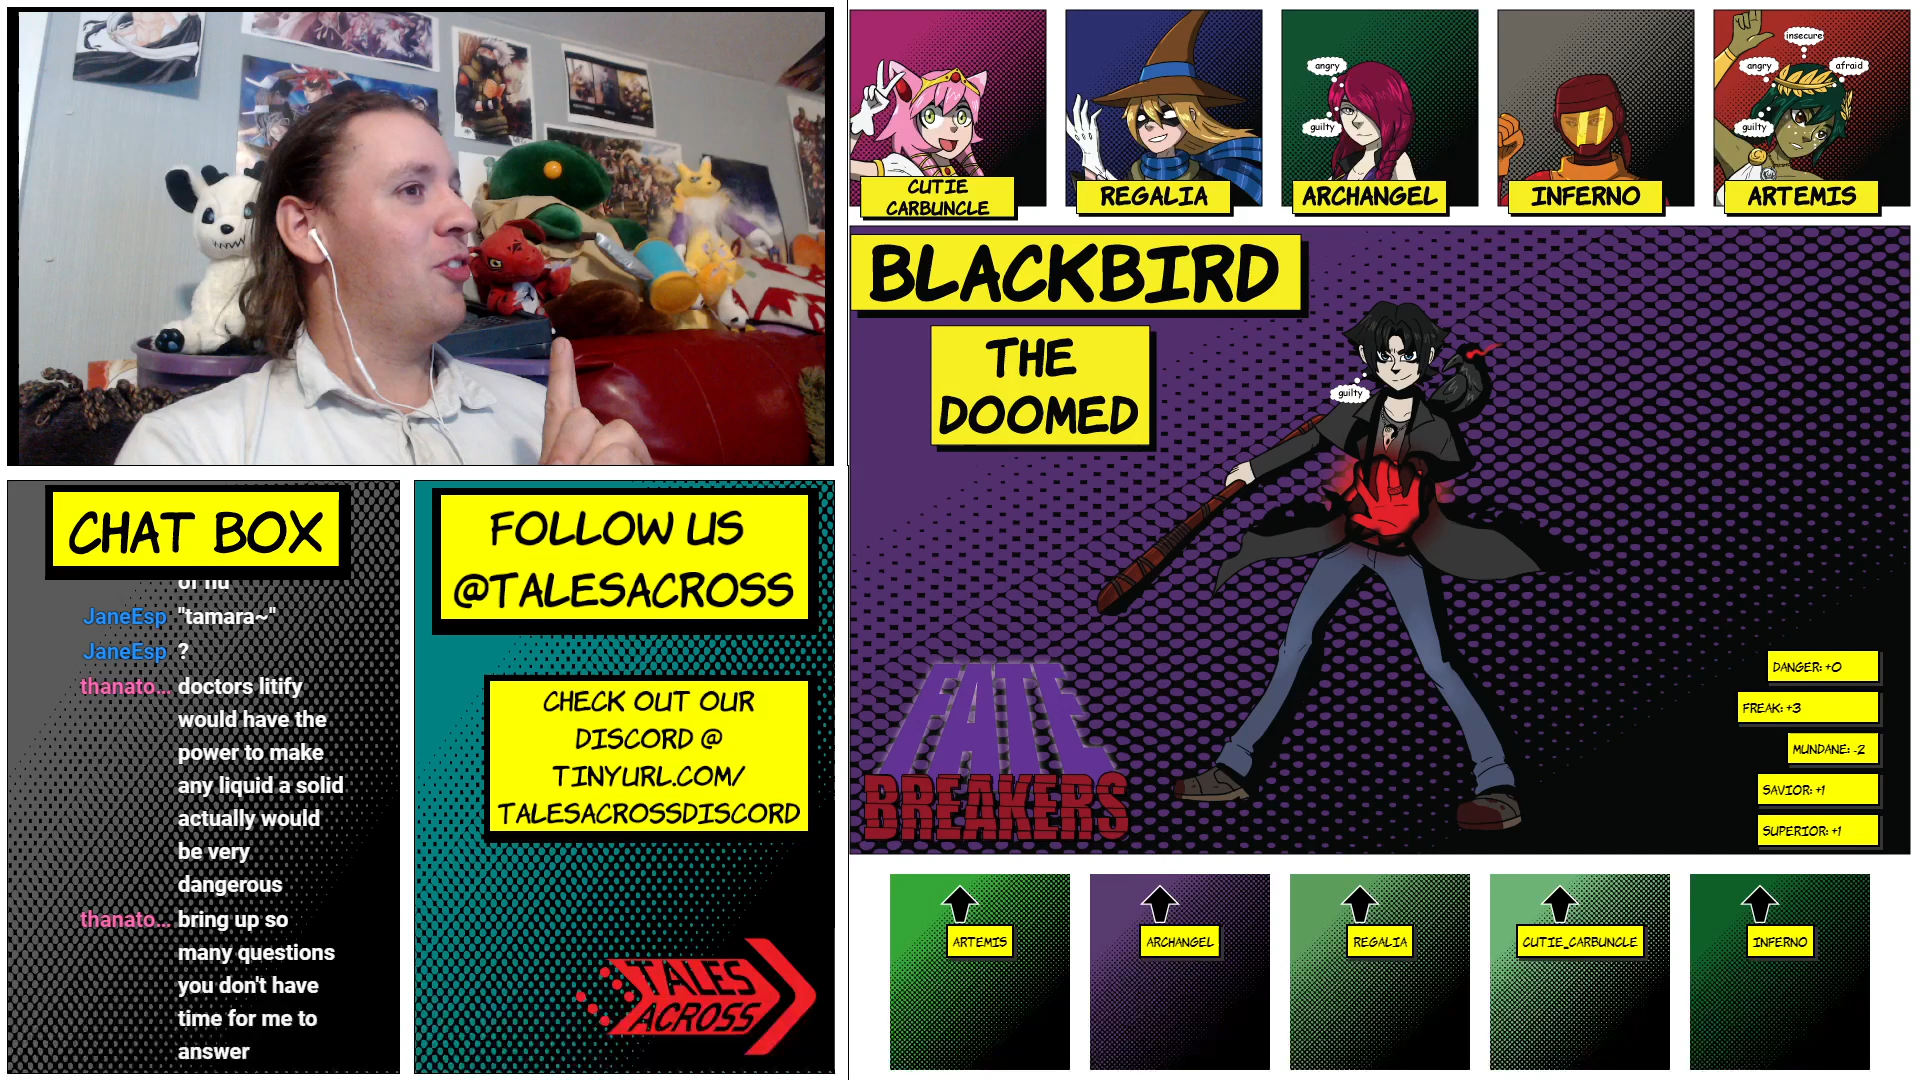 angry
guilty
insecure
angry
afraid
guilty
CUTIE
CARBUNCLE
REGALIA
ARCHANGEL
INFERNO
ARTEMIS
BLACKBIRD
THE
DOOMED
guilty
DANGER: +0
FREAK: +3
MUNDANE: -2
SAVIOR: +1
SUPERIOR: +1
FATE
BREAKERS
ARTEMIS
ARCHANGEL
REGALIA
CUTIE_CARBUNCLE
INFERNO
CHAT BOX
JaneEsp "tamara~"
JaneEsp ?
thanato... doctors litify
would have the
power to make
any liquid a solid
actually would
be very
dangerous
thanato... bring up so
many questions
you don't have
time for me to
answer
FOLLOW US
@TALESACROSS
CHECK OUT OUR
DISCORD @
TINYURL.COM/
TALESACROSSDISCORD
TALES
ACROSS